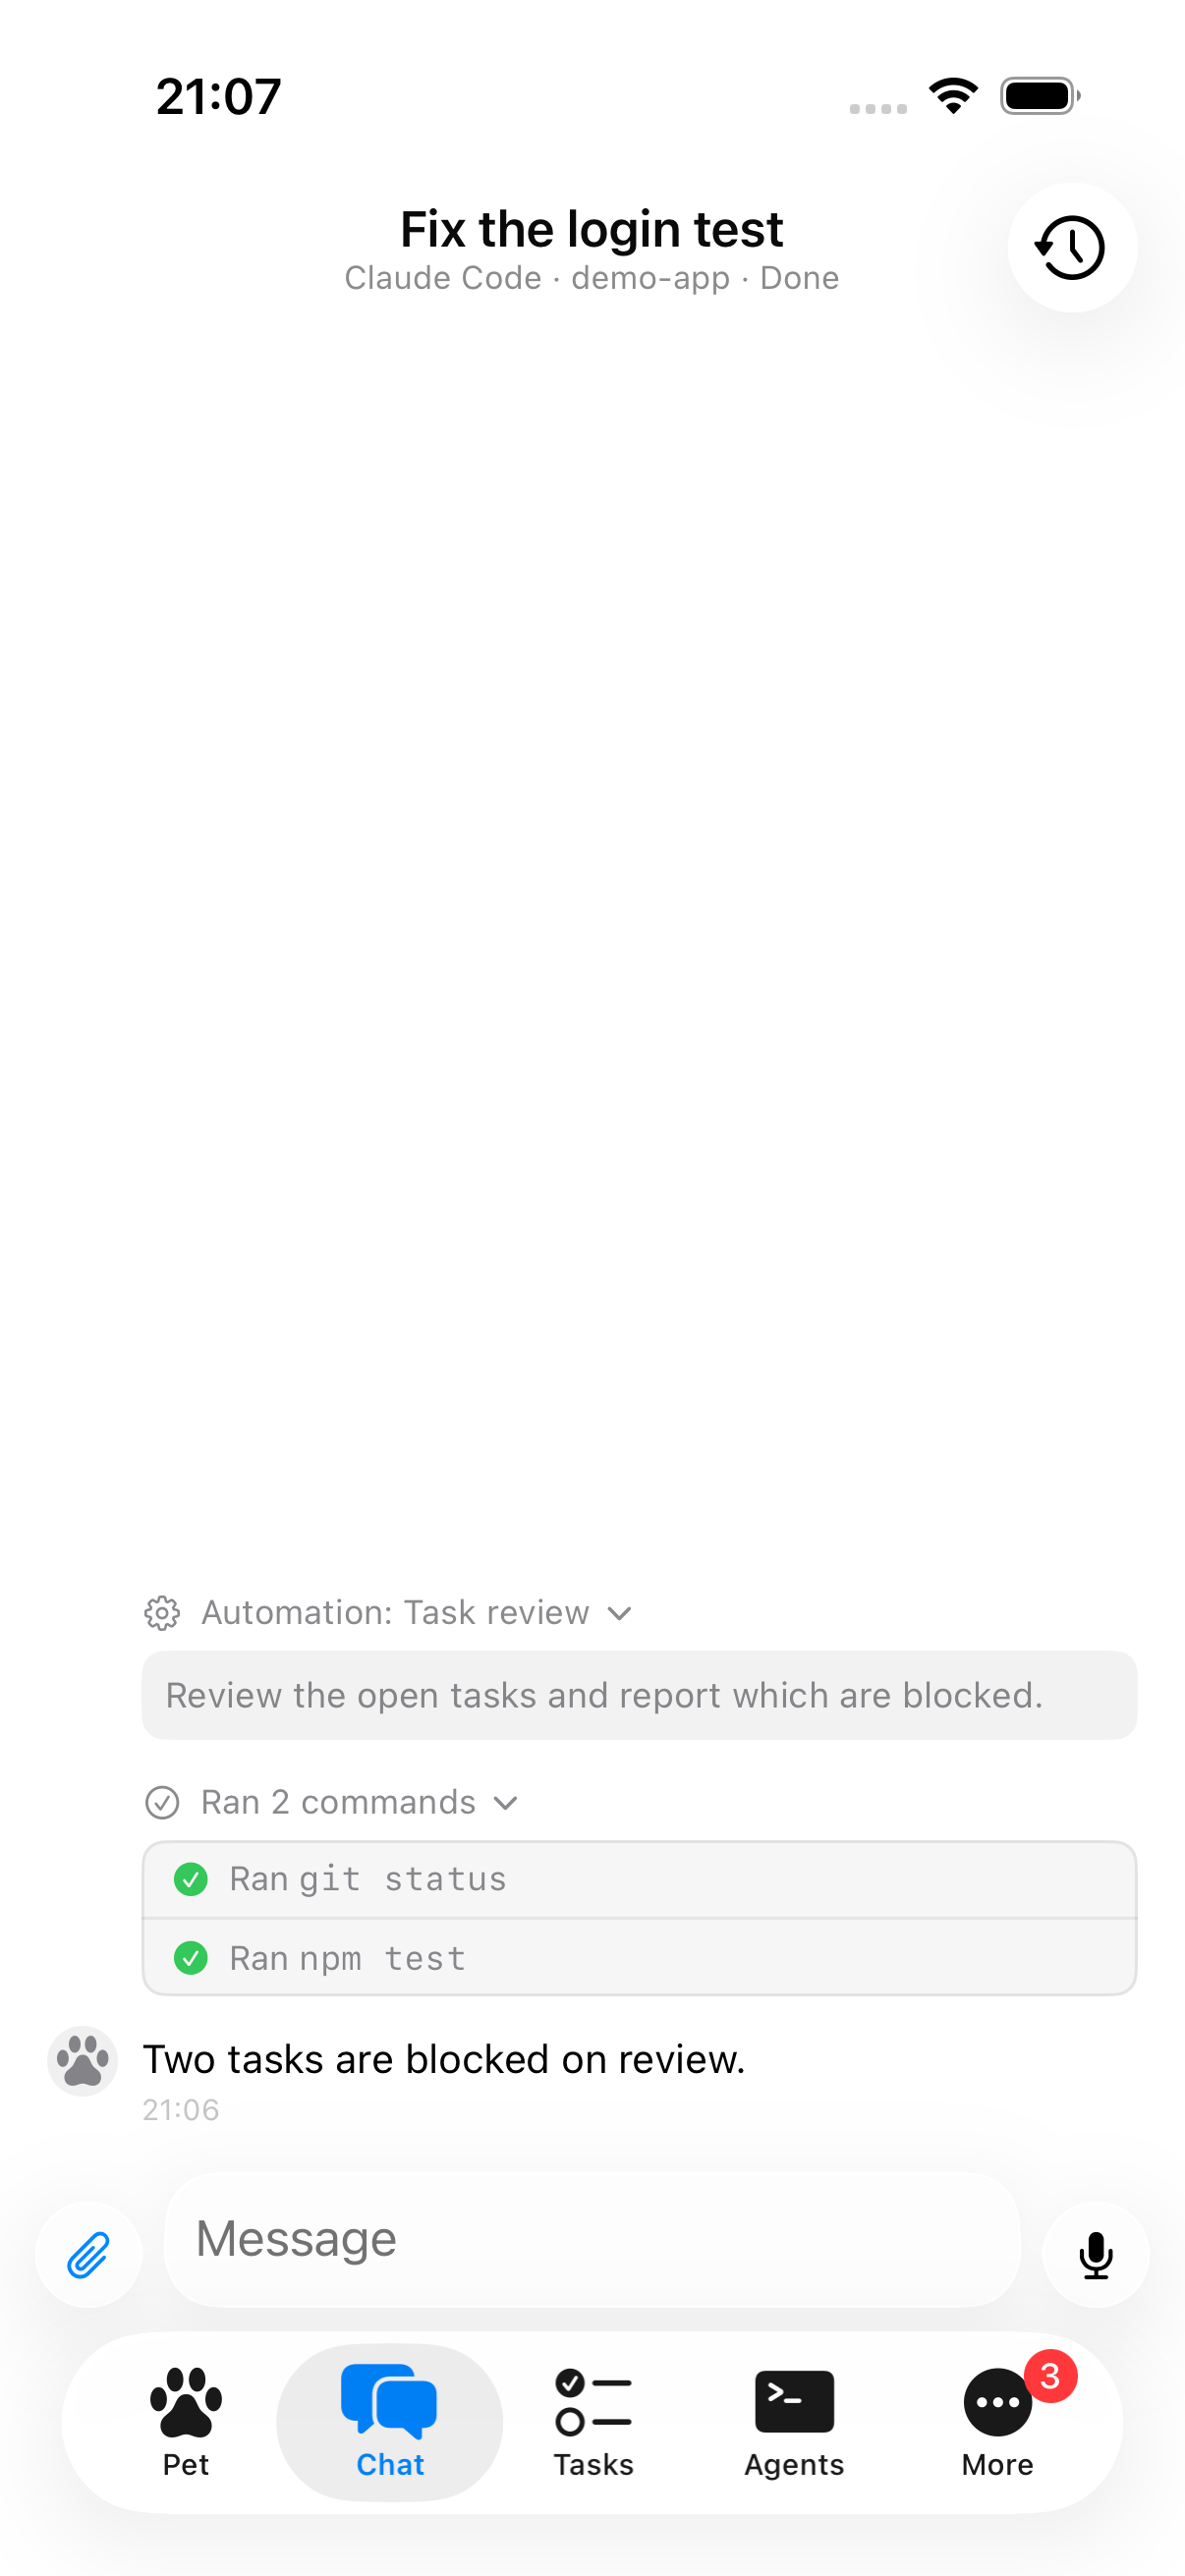 21:07
Fix the login test
Claude Code · demo-app · Done
Automation: Task review
Review the open tasks and report which are blocked.
Ran 2 commands
Ran git status
Ran npm test
Two tasks are blocked on review.
21:06
Message
3
Pet
Chat
Tasks
Agents
More